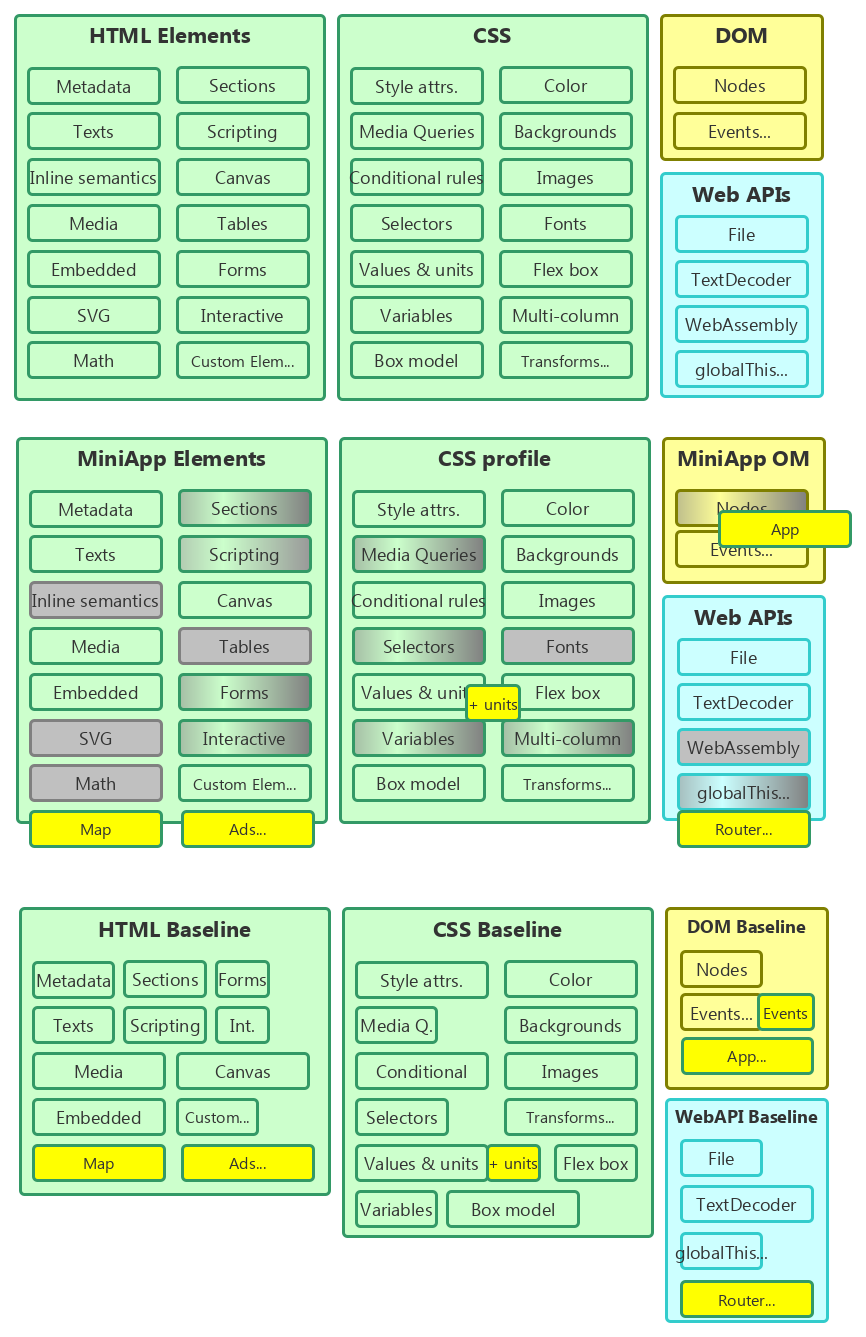 HTML Elements
Metadata
Sections
Texts
Scripting
Inline semantics
Canvas
Media
Tables
Embedded
Forms
SVG
Interactive
Math
Custom Elem...
CSS
Style attrs.
Color
Media Queries
Backgrounds
Conditional rules
Images
Selectors
Fonts
Values & units
Flex box
Variables
Multi-column
Box model
Transforms...
DOM
Nodes
Events...
Web APIs
File
TextDecoder
WebAssembly
globalThis...
MiniApp Elements
Metadata
Sections
Texts
Scripting
Inline semantics
Canvas
Media
Tables
Embedded
Forms
SVG
Interactive
Math
Custom Elem...
Map
Ads...
CSS profile
Style attrs.
Color
Media Queries
Backgrounds
Conditional rules
Images
Selectors
Fonts
Values & units
+ units
Flex box
Variables
Multi-column
Box model
Transforms...
MiniApp OM
Nodes
App
Events...
Web APIs
File
TextDecoder
WebAssembly
globalThis...
Router...
HTML Baseline
Metadata
Sections
Forms
Texts
Scripting
Int.
Media
Canvas
Embedded
Custom...
Map
Ads...
CSS Baseline
Style attrs.
Color
Media Q.
Backgrounds
Conditional
Images
Selectors
Transforms...
Values & units
+ units
Flex box
Variables
Box model
DOM Baseline
Nodes
Events...
Events
App...
WebAPI Baseline
File
TextDecoder
globalThis...
Router...